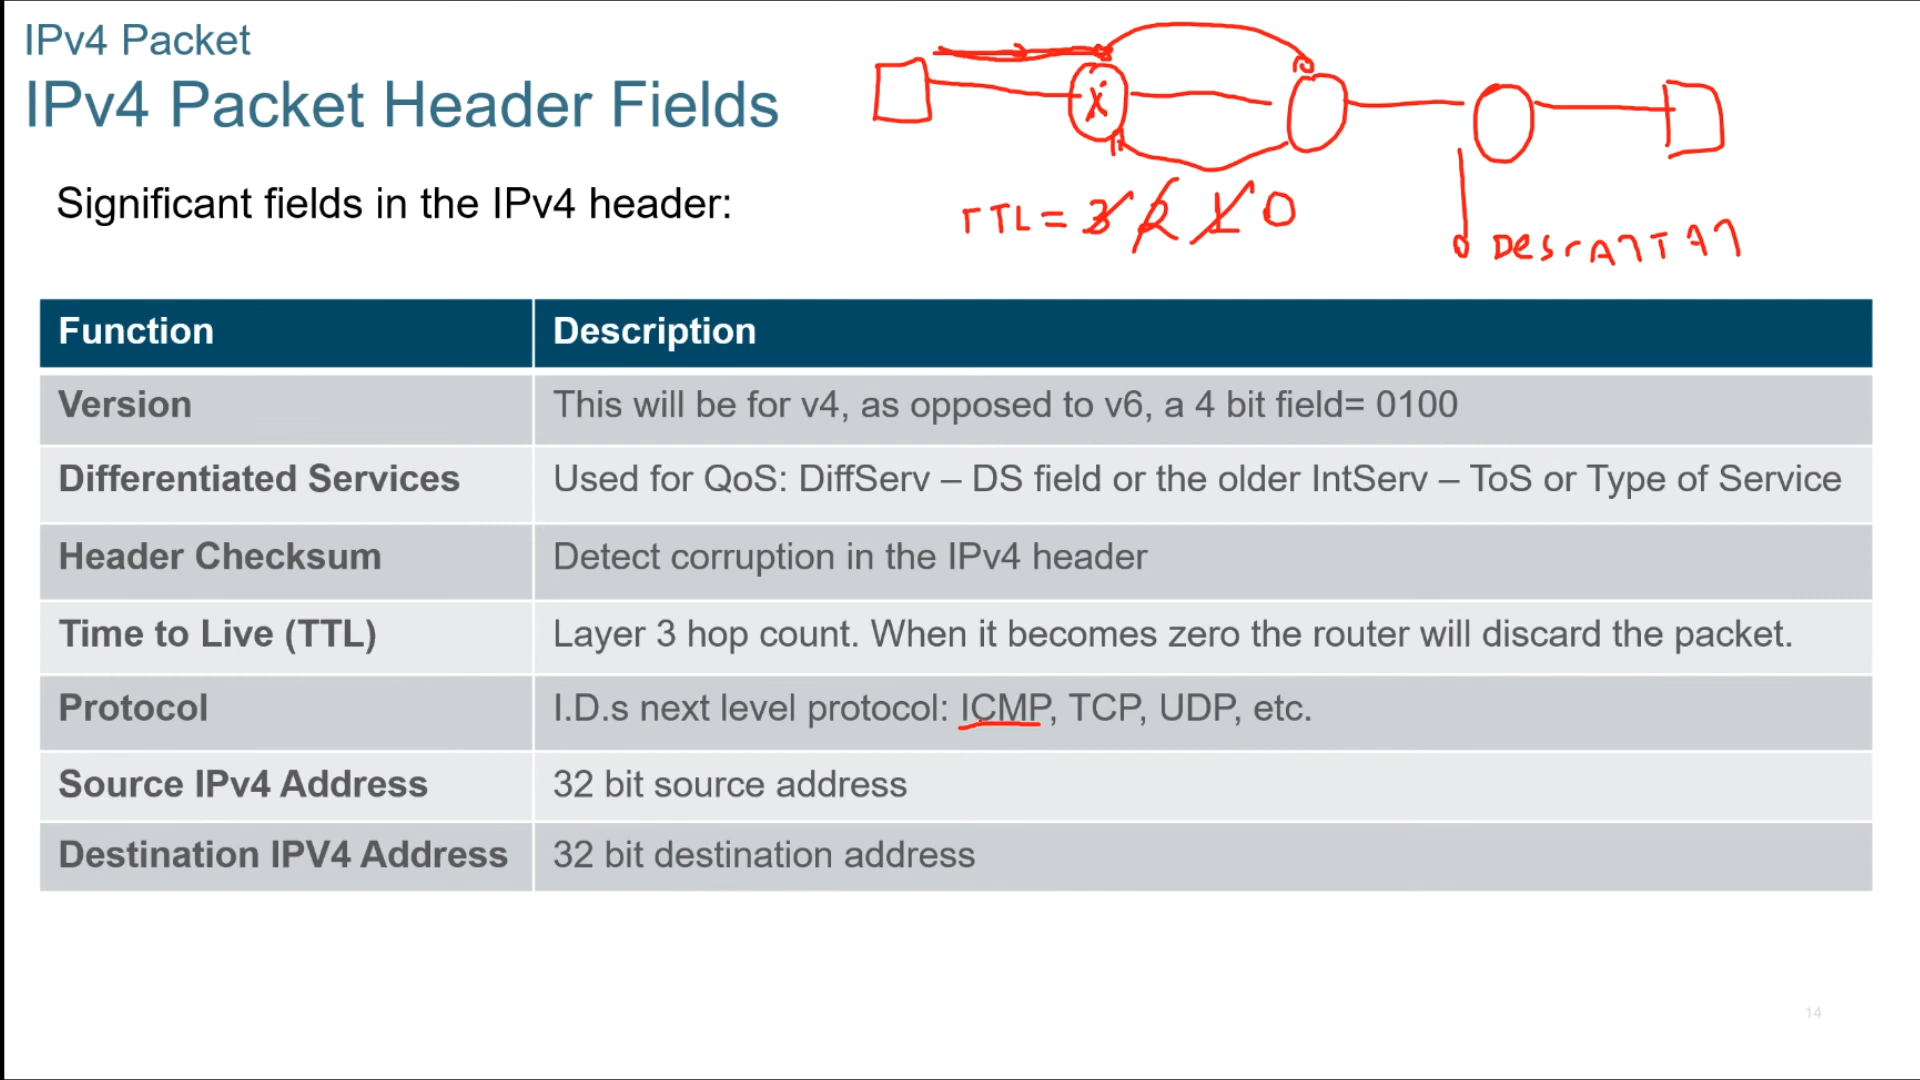 IPv4 Packet
IPv4 Packet Header Fields
Significant fields in the IPv4 header:
X
TTL = 3 2 1 0
Function Description
Version This will be for v4, as opposed to v6, a 4 bit field= 0100
Differentiated Services Used for QoS: DiffServ – DS field or the older IntServ – ToS or Type of Service
Header Checksum Detect corruption in the IPv4 header
Time to Live (TTL) Layer 3 hop count. When it becomes zero the router will discard the packet.
Protocol I.D.s next level protocol: ICMP, TCP, UDP, etc.
Source IPv4 Address 32 bit source address
Destination IPV4 Address 32 bit destination address
14